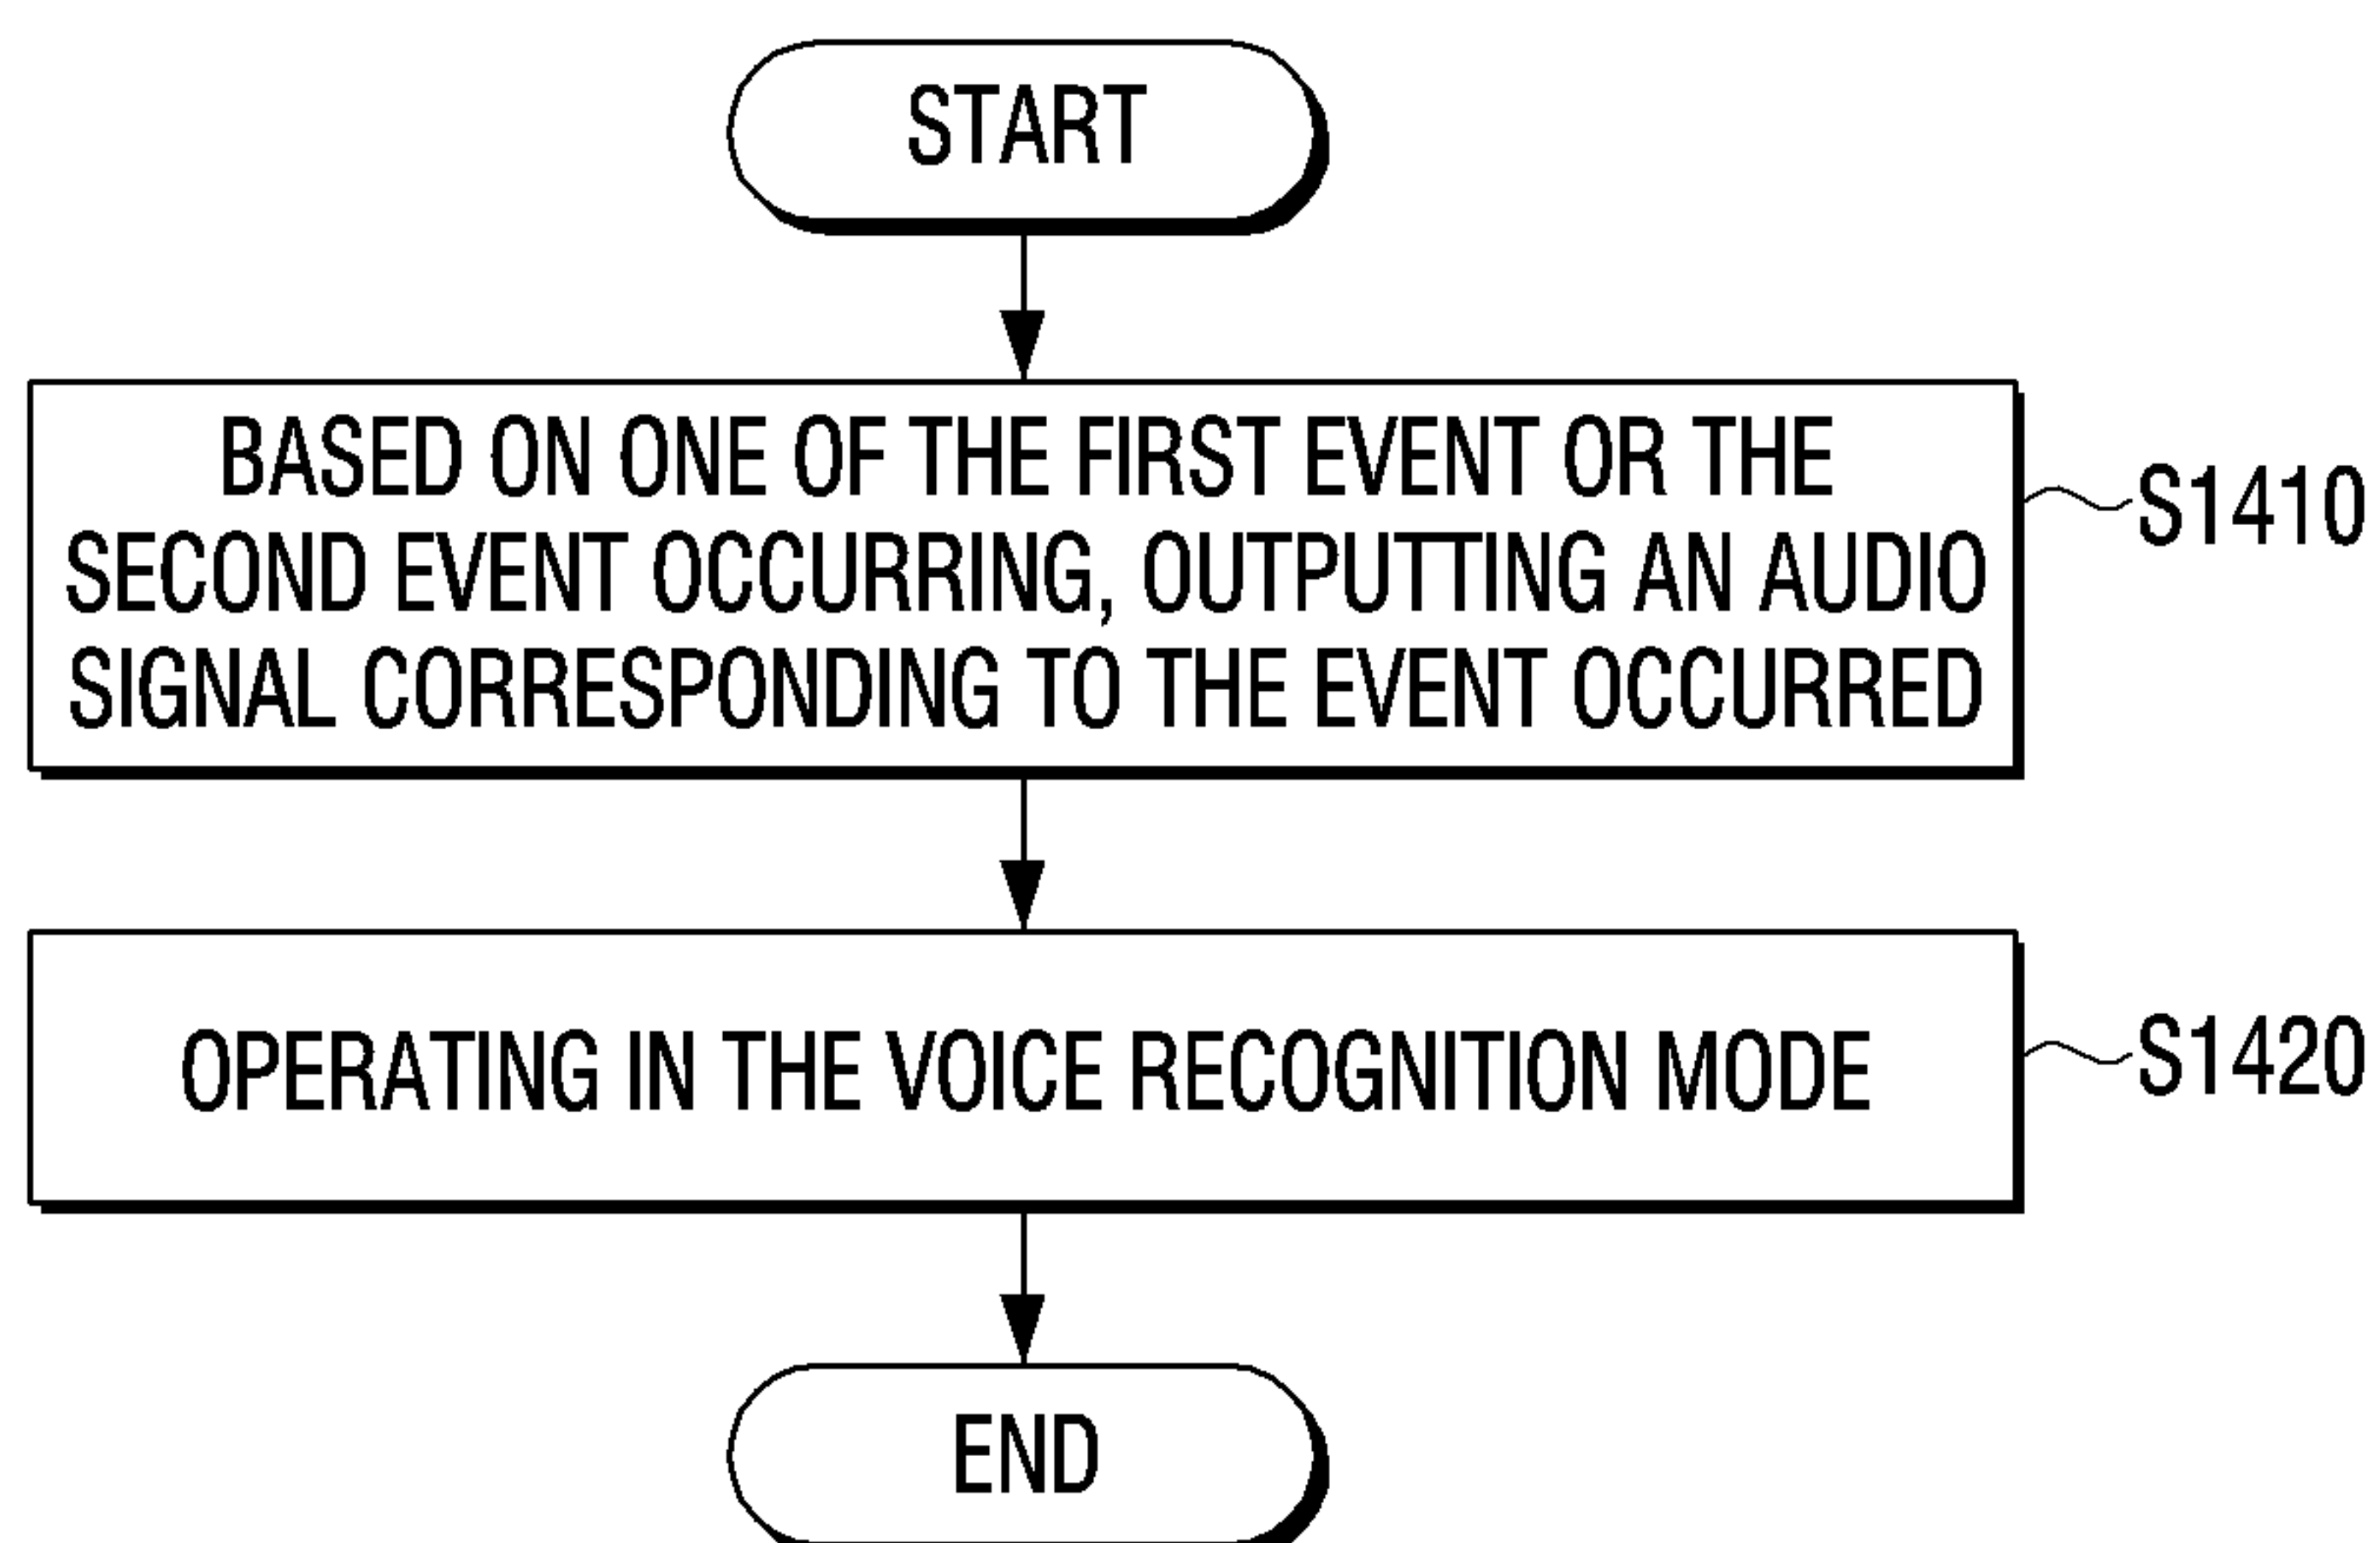 START
BASED ON ONE OF THE FIRST EVENT OR THE
SECOND EVENT OCCURRING, OUTPUTTING AN AUDIO
SIGNAL CORRESPONDING TO THE EVENT OCCURRED
S1410
OPERATING IN THE VOICE RECOGNITION MODE
S1420
END